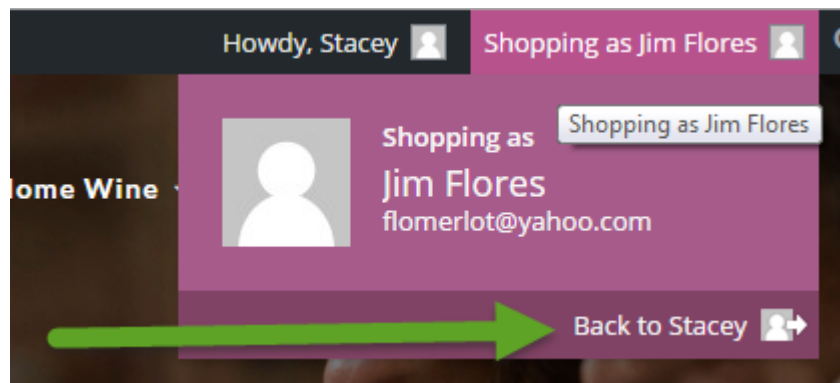 Howdy, Stacey
Shopping as Jim Flores
Shopping as
Shopping as Jim Flores
Jim Flores
flomerlot@yahoo.com
Wine
Back to Stacey